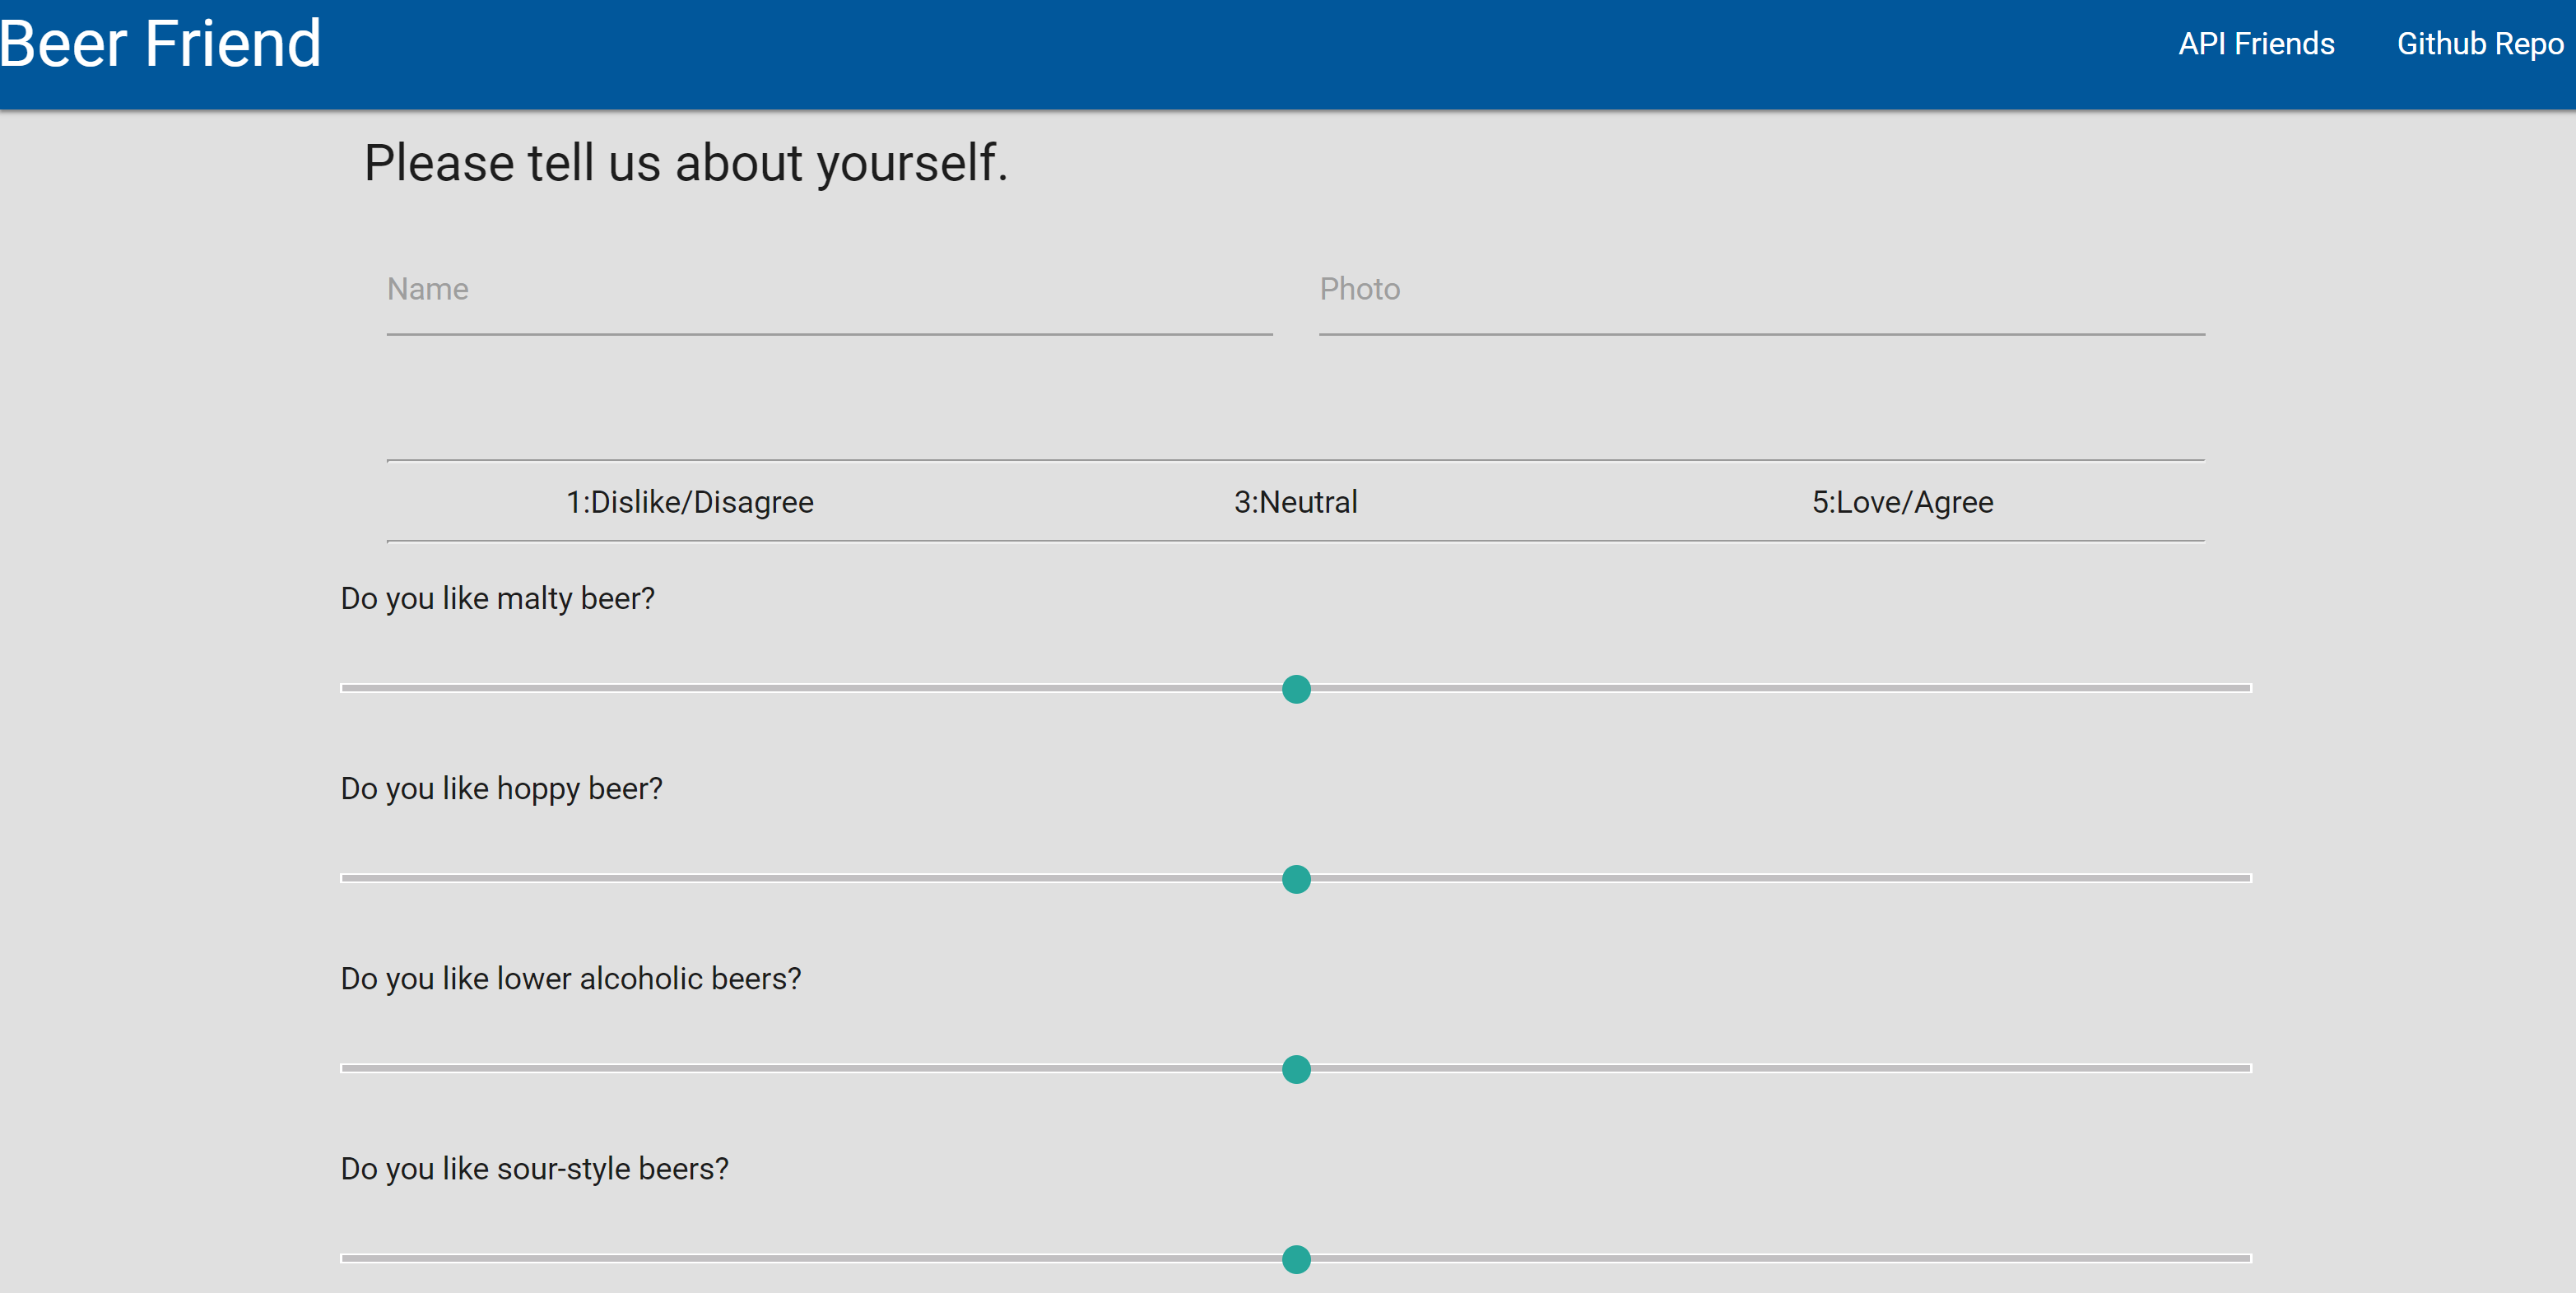 Beer Friend
API Friends
Github Repo
Please tell us about yourself.
Name
Photo
1:Dislike/Disagree
3:Neutral
5:Love/Agree
Do you like malty beer?
Do you like hoppy beer?
Do you like lower alcoholic beers?
Do you like sour-style beers?